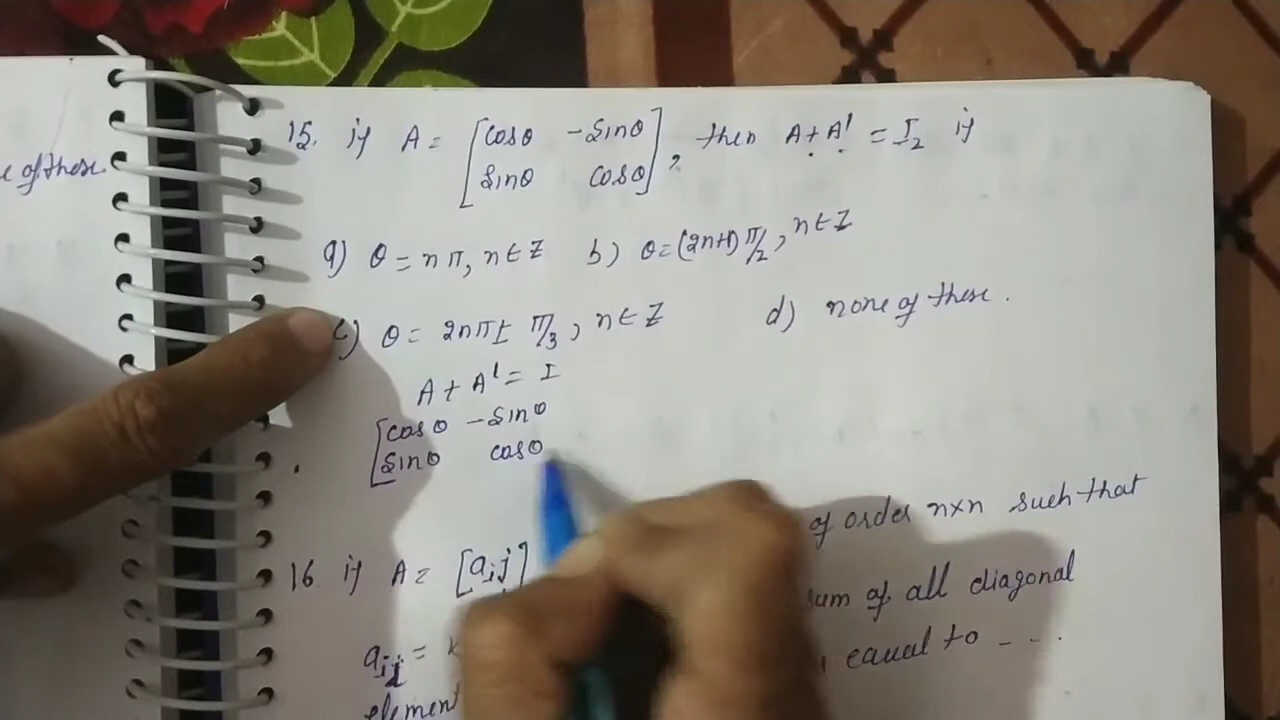 e of these.
15. if A = [cosθ -sinθ
sinθ cosθ], then A + A' = I₂ if
a) θ = nπ, n∈Z b) θ = (2n+1)π/2, n∈Z
c) θ = 2nπ ± π/3, n∈Z d) none of these.
A + A' = I
[cosθ -sinθ
sinθ cosθ
16. if A = [aij] of order n×n such that
aij = k sum of all diagonal
element equal to - - -